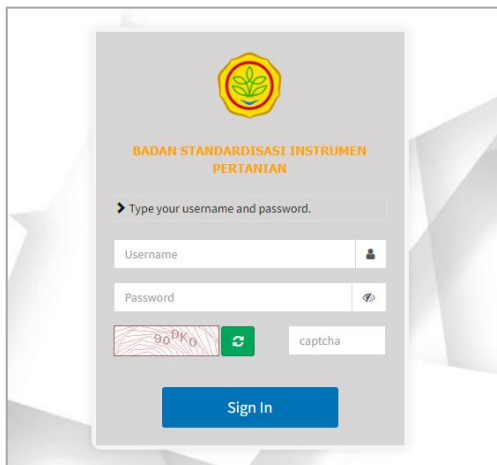 BADAN STANDARDISASI INSTRUMEN
PERTANIAN
Type your username and password.
Username
Password
captcha
Sign In